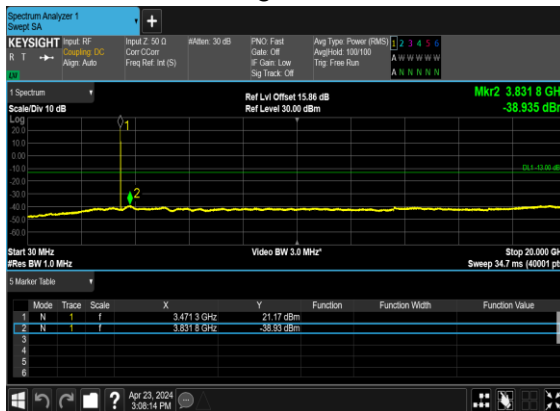 Spectrum Analyzer 1
Swept SA
KEYSIGHT
R T
Input: RF
Coupling: DC
Align: Auto
Input Z: 50 Ω
Corr CCorr
Freq Ref: Int (S)
#Atten: 30 dB
PNO: Fast
Gate: Off
IF Gain: Low
Sig Track: Off
Avg Type: Power (RMS)
Avg|Hold: 100/100
Trig: Free Run
1 2 3 4 5 6
A W W W W W
A N N N N N
1 Spectrum
Scale/Div 10 dB
Ref Lvl Offset 15.86 dB
Ref Level 30.00 dBm
Mkr2 3.831 8 GH
-38.935 dBr
Log
20.0
10.0
0.00
-10.0
-20.0
-30.0
-40.0
-50.0
-60.0
1
2
DL1 -13.00 dB
Start 30 MHz
#Res BW 1.0 MHz
Video BW 3.0 MHz*
Stop 20.000 GH
Sweep 34.7 ms (40001 pt
5 Marker Table
Mode Trace Scale X Y Function Function Width Function Value
1 N 1 f 3.471 3 GHz 21.17 dBm
2 N 1 f 3.831 8 GHz -38.93 dBm
3
4
5
6
?
Apr 23, 2024
3:08:14 PM